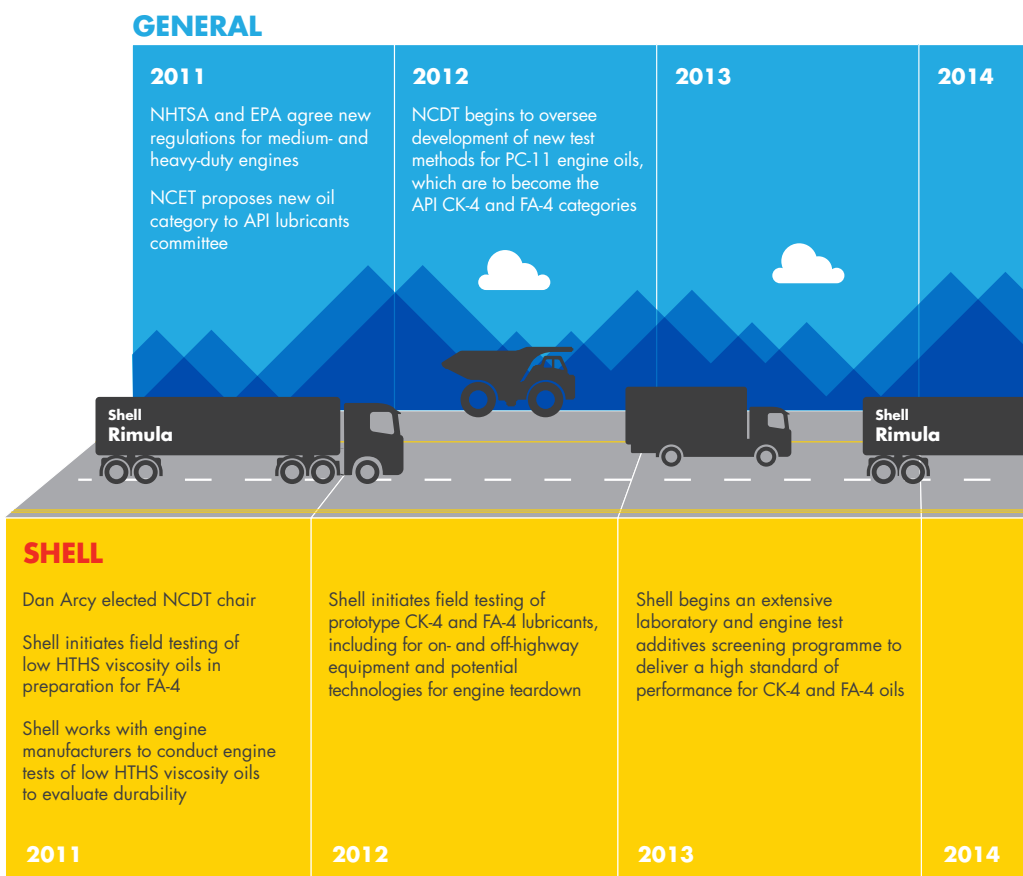 GENERAL
2011
NHTSA and EPA agree new
regulations for medium- and
heavy-duty engines
NCET proposes new oil
category to API lubricants
committee
2012
NCDT begins to oversee
development of new test
methods for PC-11 engine oils,
which are to become the
API CK-4 and FA-4 categories
2013
2014
Shell
Rimula
Shell
Rimula
SHELL
Dan Arcy elected NCDT chair
Shell initiates field testing of
low HTHS viscosity oils in
preparation for FA-4
Shell works with engine
manufacturers to conduct engine
tests of low HTHS viscosity oils
to evaluate durability
2011
Shell initiates field testing of
prototype CK-4 and FA-4 lubricants,
including for on- and off-highway
equipment and potential
technologies for engine teardown
2012
Shell begins an extensive
laboratory and engine test
additives screening programme to
deliver a high standard of
performance for CK-4 and FA-4 oils
2013
2014